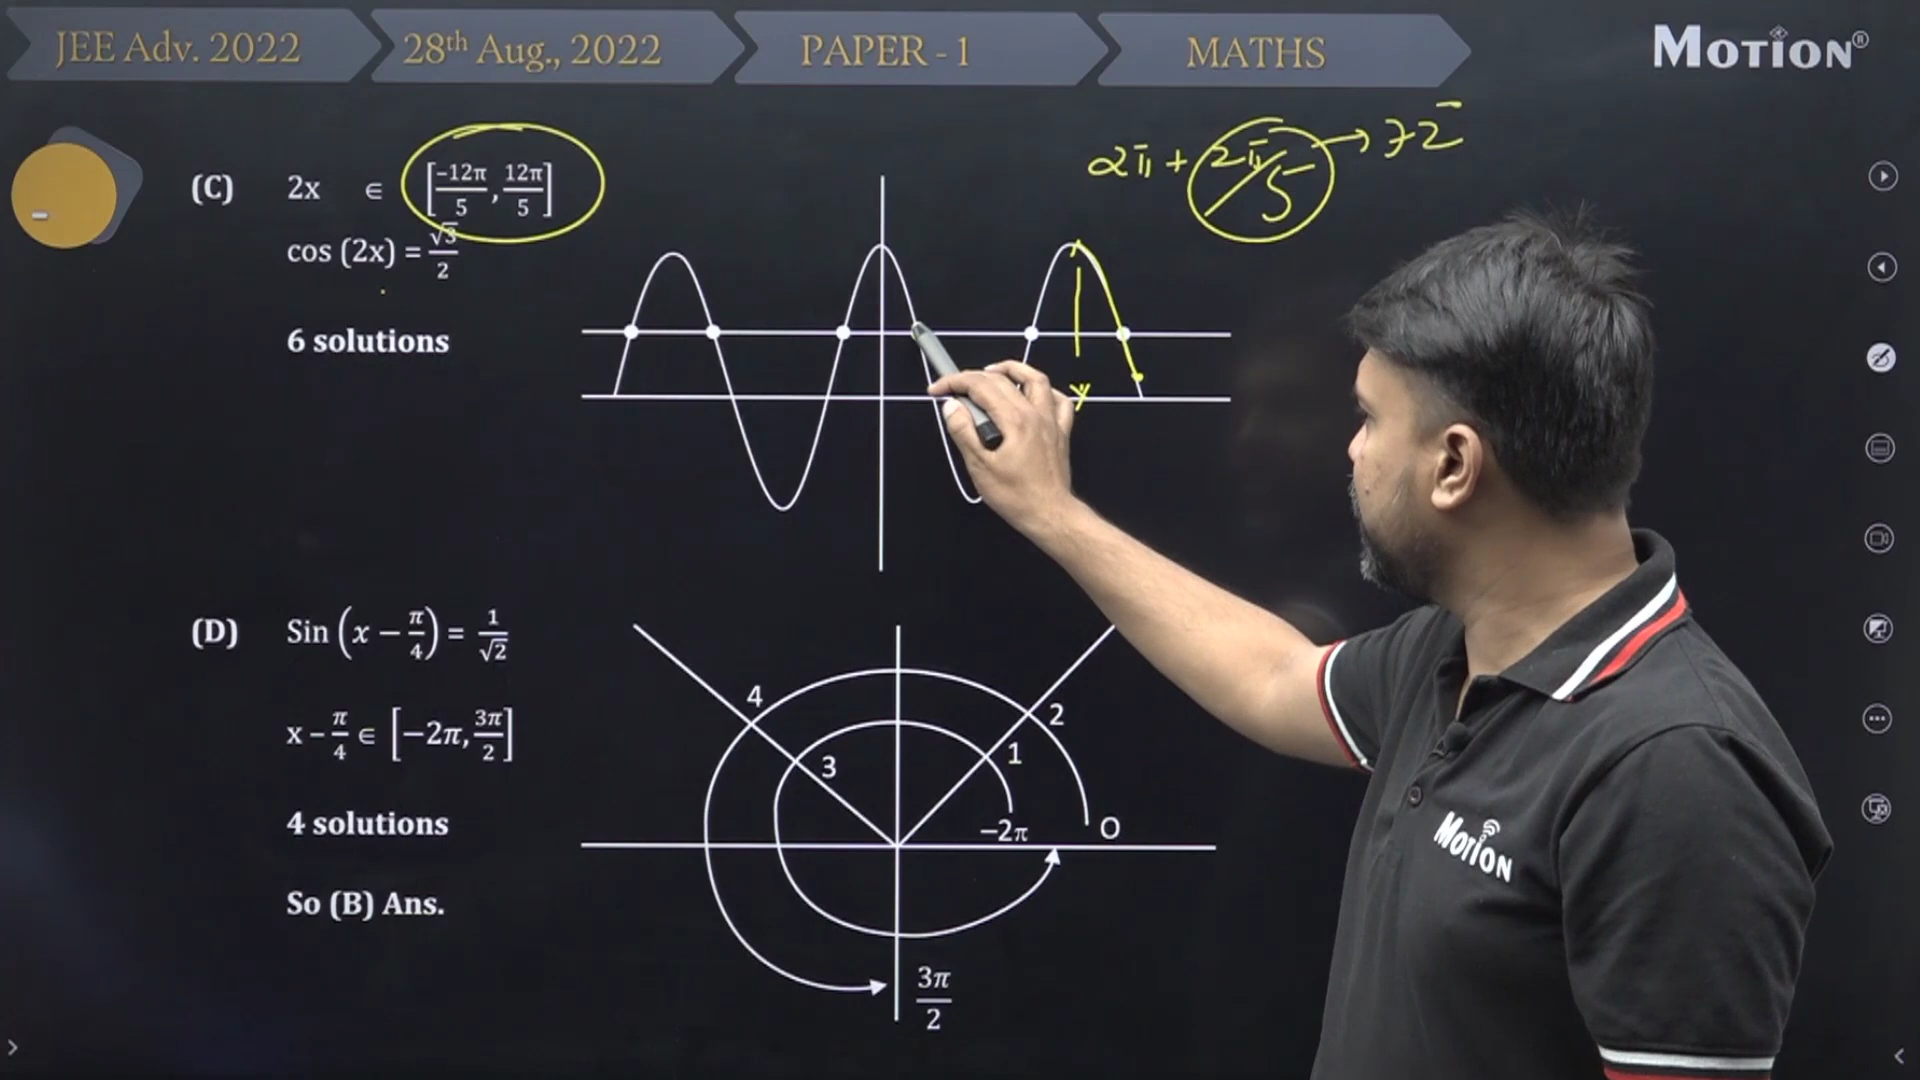 JEE Adv. 2022
28th Aug., 2022
PAPER - 1
MATHS
MOTION®
(C) 2x ∈ [-12π/5, 12π/5]
cos (2x) = √3/2
6 solutions
2π + 2π/5 → 72
(D) Sin (x − π/4) = 1/√2
x − π/4 ∈ [−2π, 3π/2]
4 solutions
So (B) Ans.
4
2
3
1
−2π
O
3π/2
MOTION